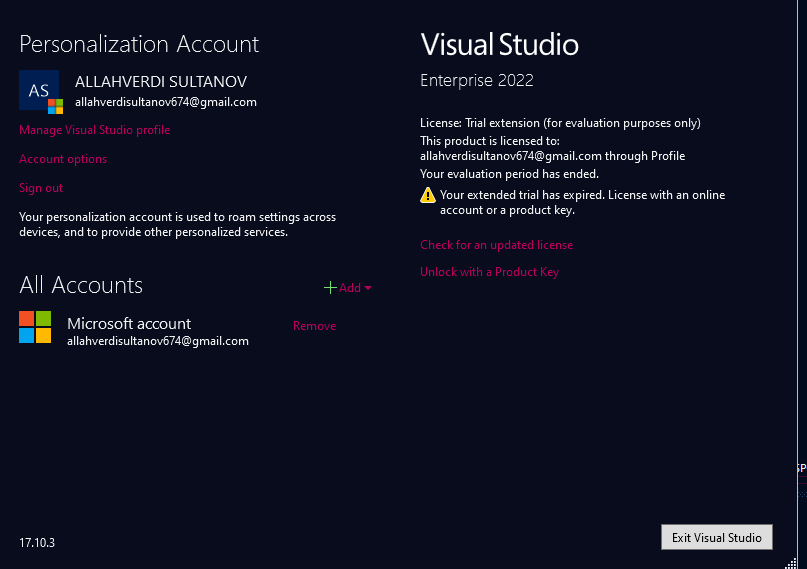 Personalization Account
AS
ALLAHVERDI SULTANOV
allahverdisultanov674@gmail.com
Manage Visual Studio profile
Account options
Sign out
Your personalization account is used to roam settings across
devices, and to provide other personalized services.
All Accounts
Add
Microsoft account
Remove
allahverdisultanov674@gmail.com
17.10.3
Visual Studio
Enterprise 2022
License: Trial extension (for evaluation purposes only)
This product is licensed to:
allahverdisultanov674@gmail.com through Profile
Your evaluation period has ended.
Your extended trial has expired. License with an online
account or a product key.
Check for an updated license
Unlock with a Product Key
Exit Visual Studio